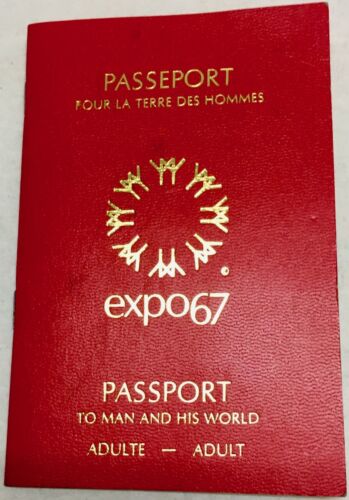 PASSEPORT
POUR LA TERRE DES HOMMES
expo67
PASSPORT
TO MAN AND HIS WORLD
ADULTE — ADULT